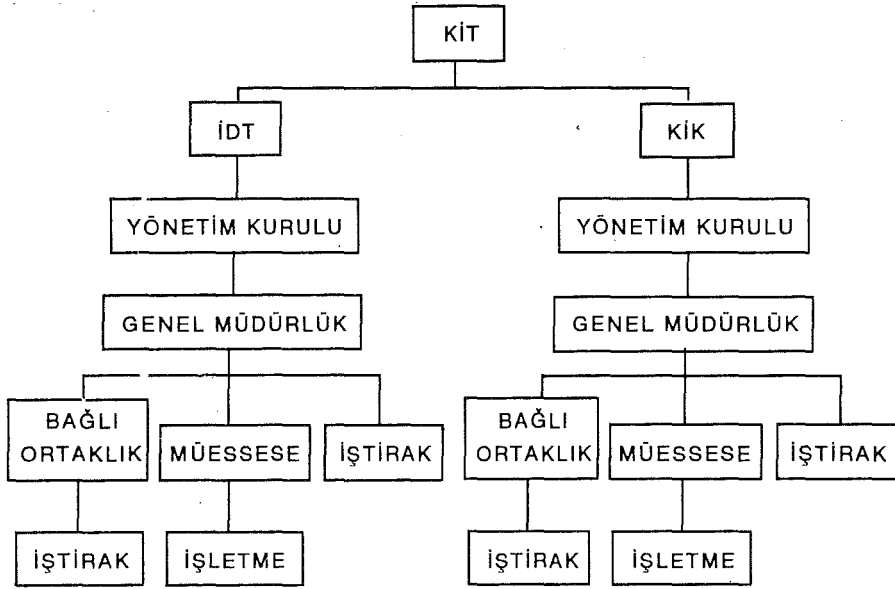 KİT
İDT
KİK
YÖNETİM KURULU
YÖNETİM KURULU
GENEL MÜDÜRLÜK
GENEL MÜDÜRLÜK
BAĞLI
ORTAKLIK
MÜESSESE
İŞTİRAK
BAĞLI
ORTAKLIK
MÜESSESE
İŞTİRAK
İŞTİRAK
İŞLETME
İŞTİRAK
İŞLETME